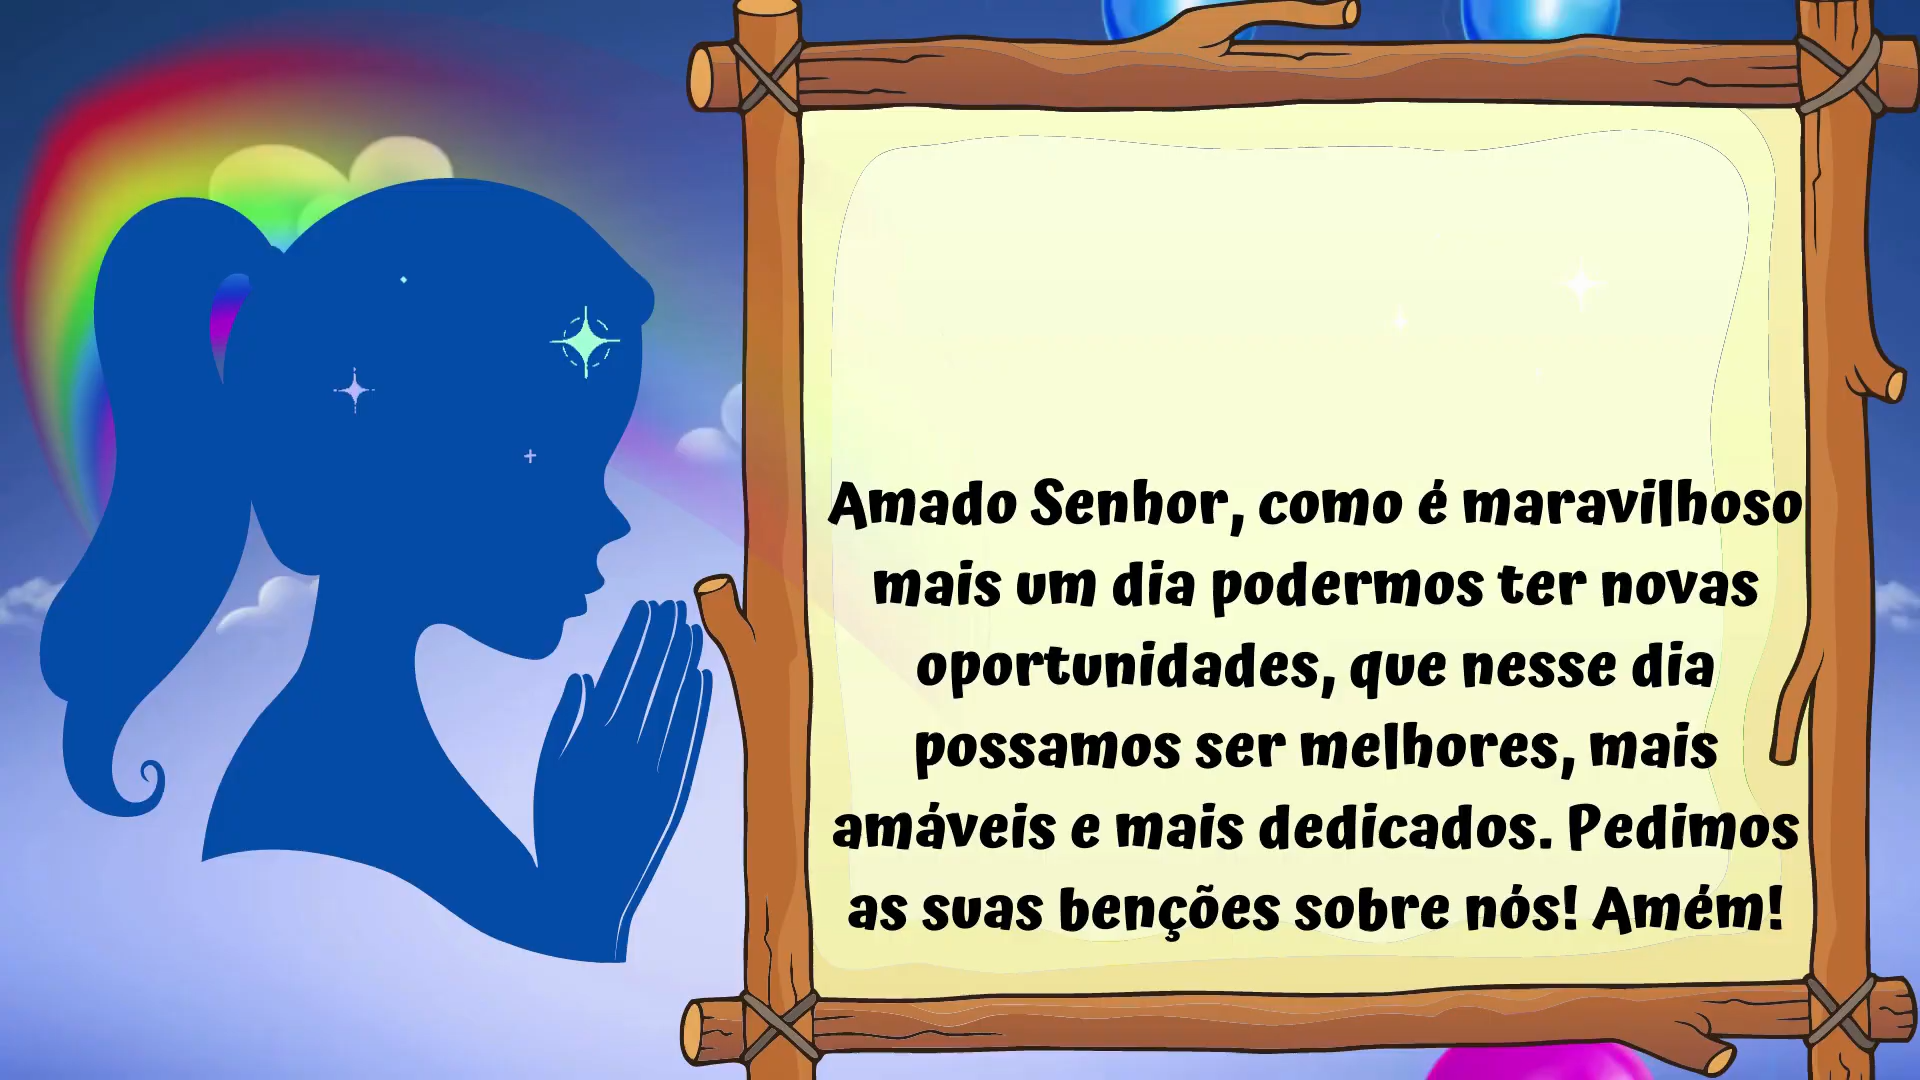 Amado Senhor, como é maravilhoso
mais um dia podermos ter novas
oportunidades, que nesse dia
possamos ser melhores, mais
amáveis e mais dedicados. Pedimos
as suas benções sobre nós! Amém!